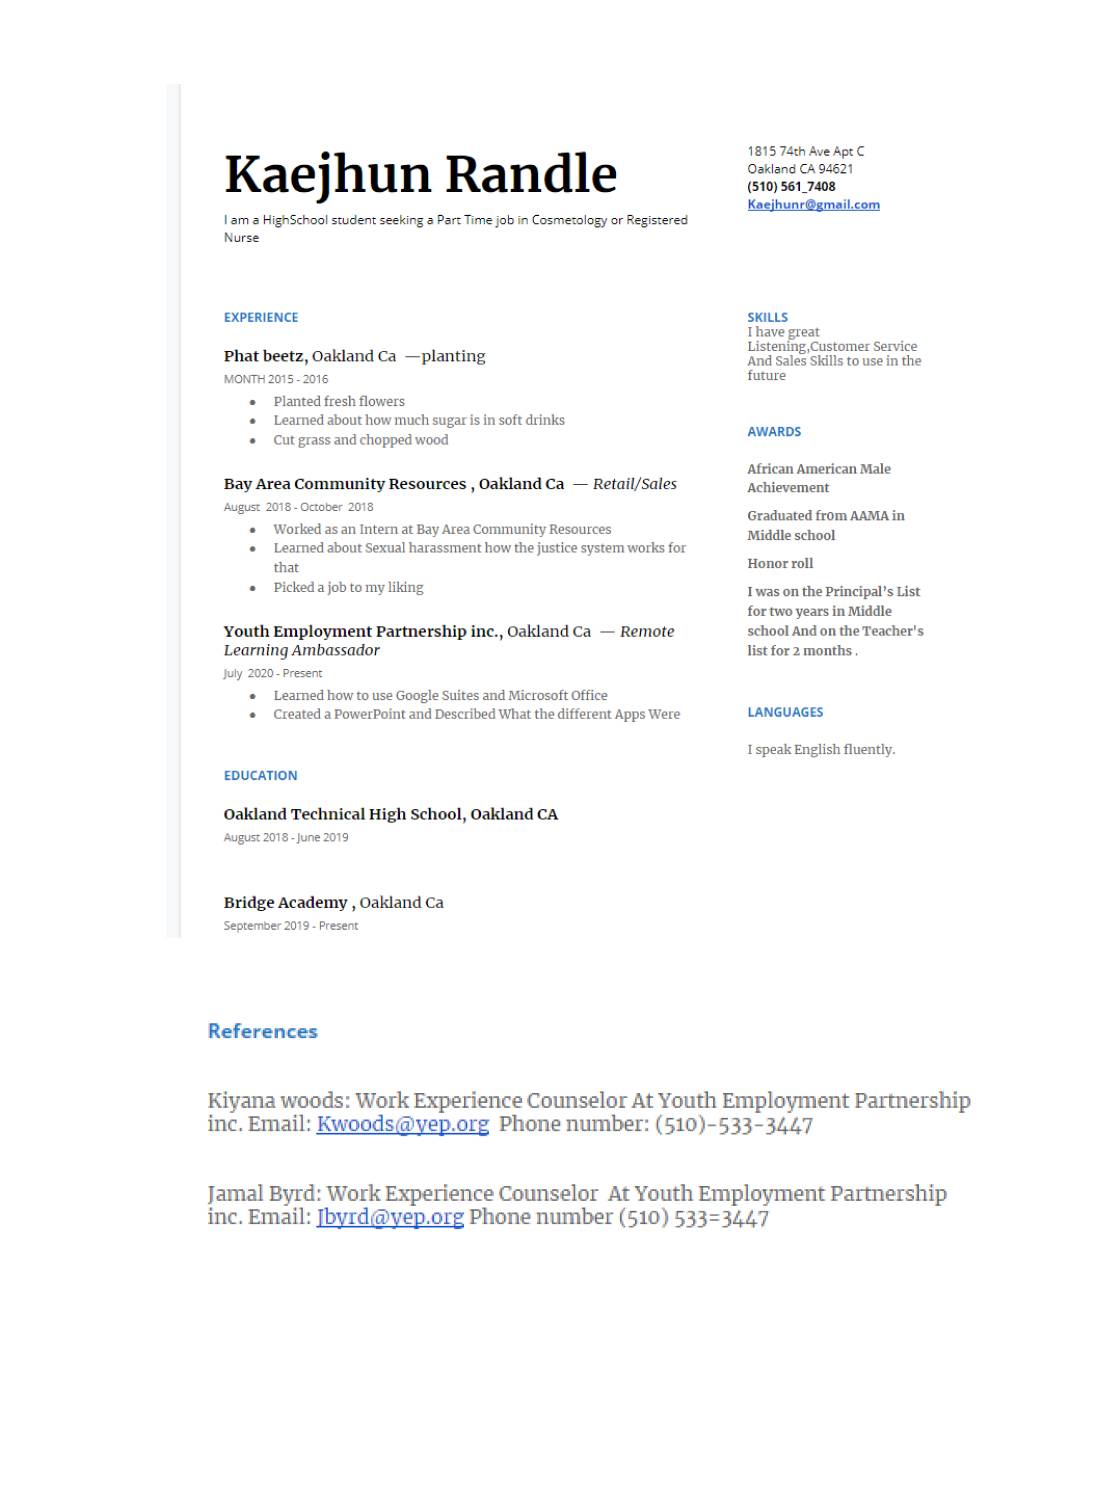 Kaejhun Randle
I am a HighSchool student seeking a Part Time job in Cosmetology or Registered
Nurse
1815 74th Ave Apt C
Oakland CA 94621
(510) 561_7408
Kaejhunr@gmail.com
EXPERIENCE
Phat beetz, Oakland Ca —planting
MONTH 2015 - 2016
● Planted fresh flowers
● Learned about how much sugar is in soft drinks
● Cut grass and chopped wood
Bay Area Community Resources , Oakland Ca — Retail/Sales
August 2018 - October 2018
● Worked as an Intern at Bay Area Community Resources
● Learned about Sexual harassment how the justice system works for
that
● Picked a job to my liking
Youth Employment Partnership inc., Oakland Ca — Remote
Learning Ambassador
July 2020 - Present
● Learned how to use Google Suites and Microsoft Office
● Created a PowerPoint and Described What the different Apps Were
EDUCATION
Oakland Technical High School, Oakland CA
August 2018 - June 2019
Bridge Academy , Oakland Ca
September 2019 - Present
SKILLS
I have great
Listening,Customer Service
And Sales Skills to use in the
future
AWARDS
African American Male
Achievement
Graduated fr0m AAMA in
Middle school
Honor roll
I was on the Principal's List
for two years in Middle
school And on the Teacher's
list for 2 months .
LANGUAGES
I speak English fluently.
References
Kiyana woods: Work Experience Counselor At Youth Employment Partnership
inc. Email: Kwoods@yep.org Phone number: (510)-533-3447
Jamal Byrd: Work Experience Counselor At Youth Employment Partnership
inc. Email: Jbyrd@yep.org Phone number (510) 533=3447